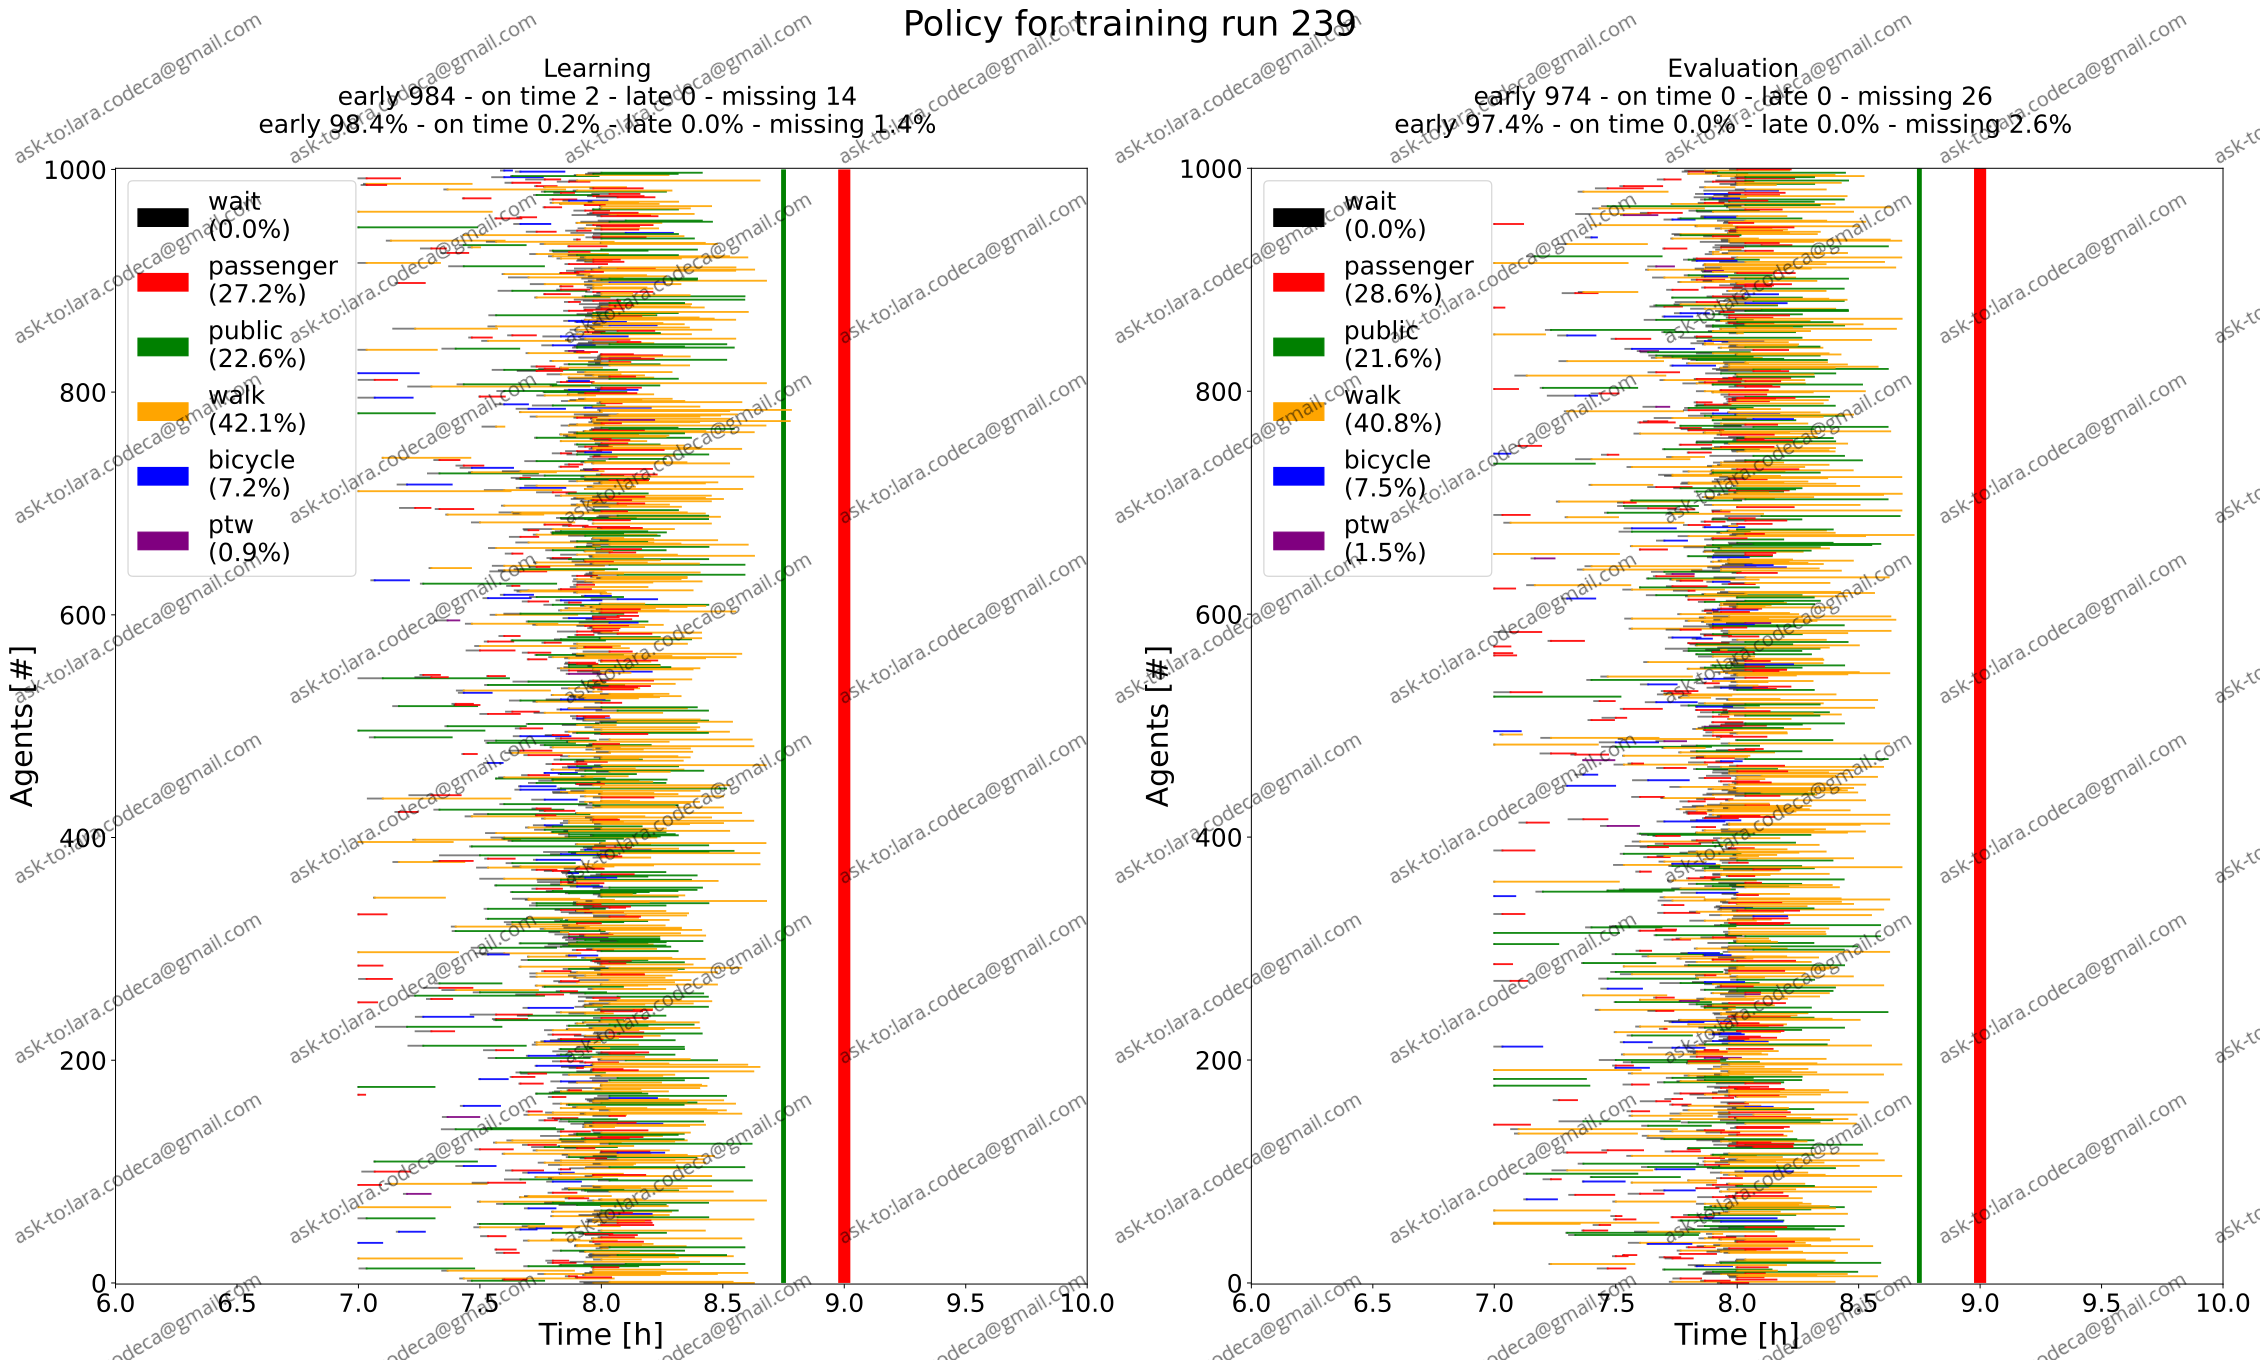 Policy for training run 239
Learning
early 984 - on time 2 - late 0 - missing 14
early 98.4% - on time 0.2% - late 0.0% - missing 1.4%
1000
800
600
400
200
0
Agents [#]
wait
(0.0%)
passenger
(27.2%)
public
(22.6%)
walk
(42.1%)
bicycle
(7.2%)
ptw
(0.9%)
6.0 6.5 7.0 7.5 8.0 8.5 9.0 9.5 10.0
Time [h]
Evaluation
early 974 - on time 0 - late 0 - missing 26
early 97.4% - on time 0.0% - late 0.0% - missing 2.6%
1000
800
600
400
200
0
Agents [#]
wait
(0.0%)
passenger
(28.6%)
public
(21.6%)
walk
(40.8%)
bicycle
(7.5%)
ptw
(1.5%)
6.0 6.5 7.0 7.5 8.0 8.5 9.0 9.5 10.0
Time [h]
ask-to:lara.codeca@gmail.com